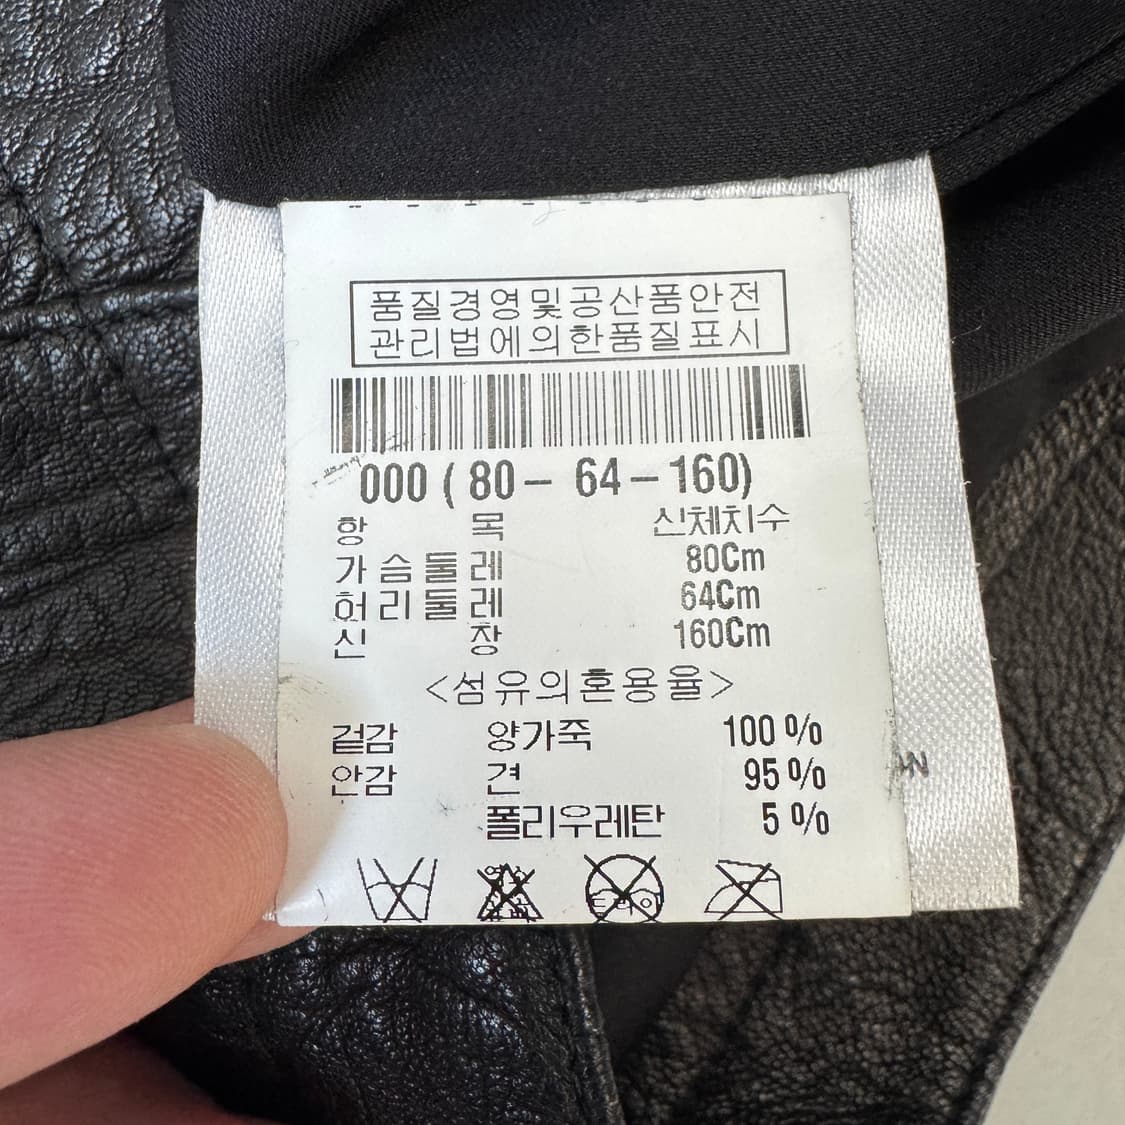 품질경영및공산품안전
관리법에의한품질표시
000 ( 80 - 64 - 160)
항 목 신체치수
가슴둘레 80Cm
허리둘레 64Cm
신 장 160Cm
<섬유의혼용율>
겉감 양가죽 100 %
안감 견 95 %
폴리우레탄 5 %